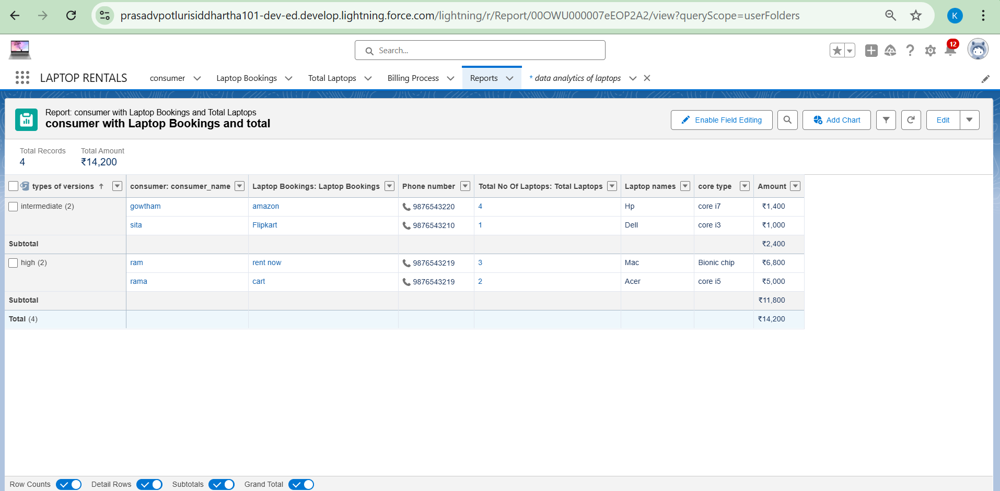 prasadvpotlurisiddhartha101-dev-ed.develop.lightning.force.com/lightning/r/Report/00OWU000007eEOP2A2/view?queryScope=userFolders
K
Search...
12
LAPTOP RENTALS consumer Laptop Bookings Total Laptops Billing Process Reports * data analytics of laptops
Report: consumer with Laptop Bookings and Total Laptops
consumer with Laptop Bookings and total
Enable Field Editing Add Chart Edit
Total Records Total Amount
4 ₹14,200
types of versions ↑ consumer: consumer_name Laptop Bookings: Laptop Bookings Phone number Total No Of Laptops: Total Laptops Laptop names core type Amount
intermediate (2) gowtham amazon 9876543220 4 Hp core i7 ₹1,400
sita Flipkart 9876543210 1 Dell core i3 ₹1,000
Subtotal ₹2,400
high (2) ram rent now 9876543219 3 Mac Bionic chip ₹6,800
rama cart 9876543219 2 Acer core i5 ₹5,000
Subtotal ₹11,800
Total (4) ₹14,200
Row Counts Detail Rows Subtotals Grand Total